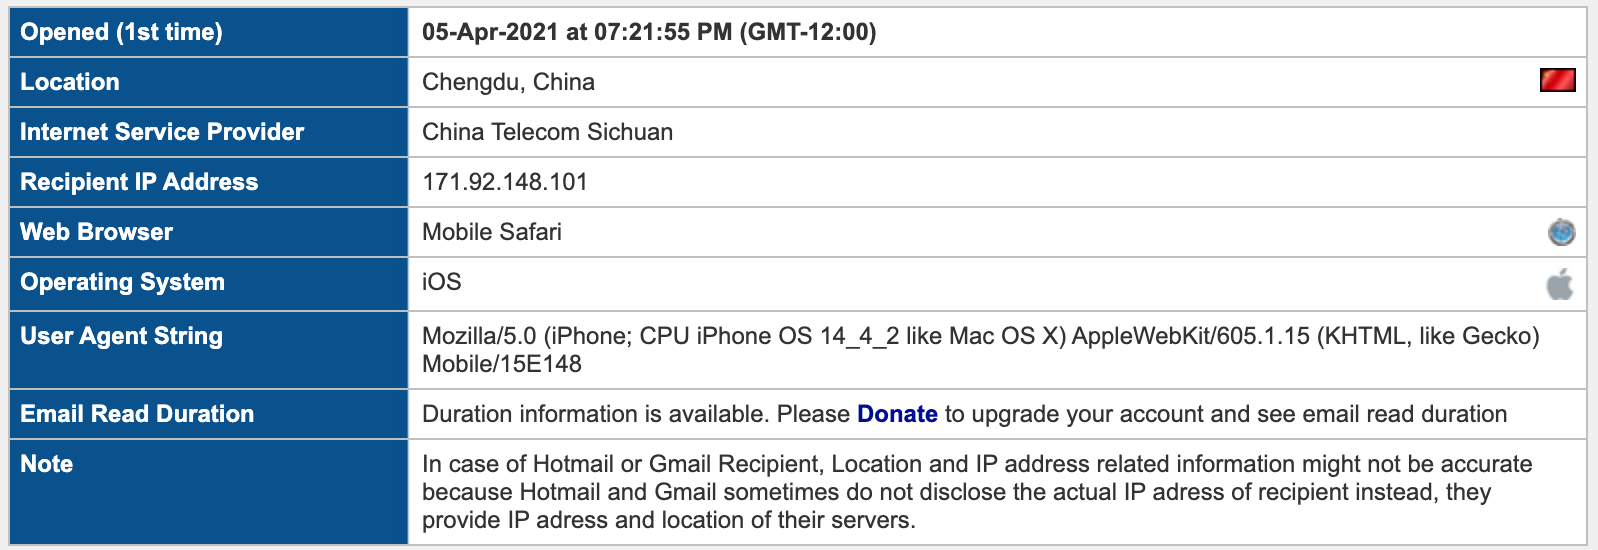 Opened (1st time) 05-Apr-2021 at 07:21:55 PM (GMT-12:00)
Location Chengdu, China
Internet Service Provider China Telecom Sichuan
Recipient IP Address 171.92.148.101
Web Browser Mobile Safari
Operating System iOS
User Agent String Mozilla/5.0 (iPhone; CPU iPhone OS 14_4_2 like Mac OS X) AppleWebKit/605.1.15 (KHTML, like Gecko)
Mobile/15E148
Email Read Duration Duration information is available. Please Donate to upgrade your account and see email read duration
Note In case of Hotmail or Gmail Recipient, Location and IP address related information might not be accurate
because Hotmail and Gmail sometimes do not disclose the actual IP adress of recipient instead, they
provide IP adress and location of their servers.